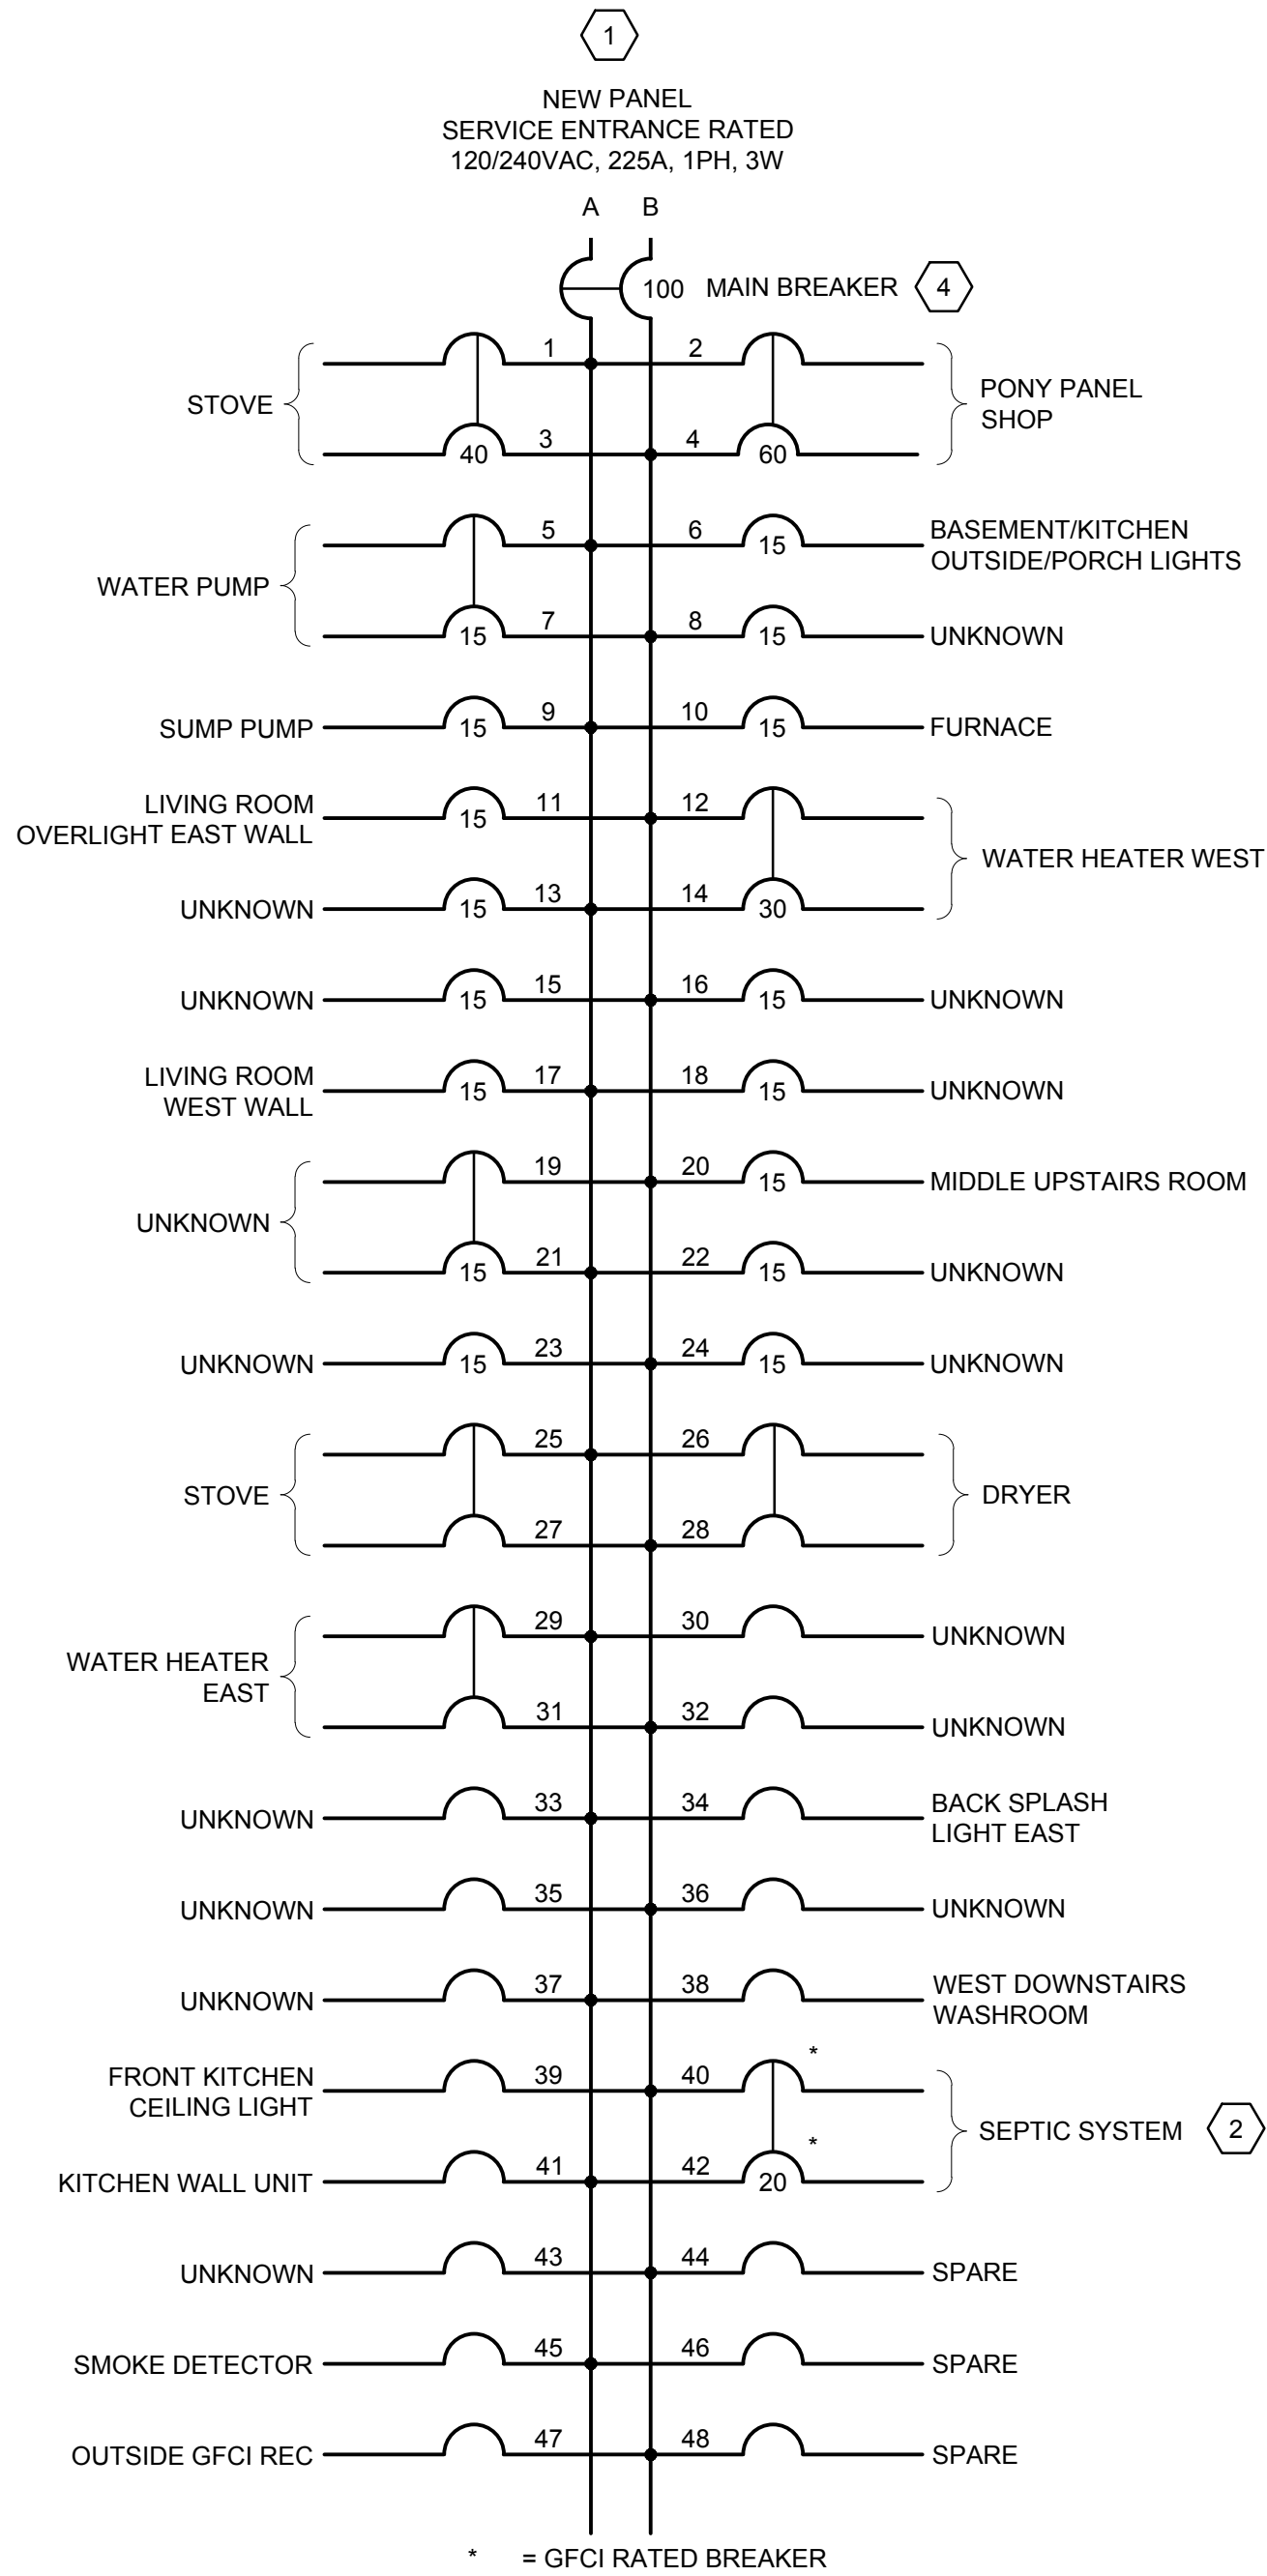 1
NEW PANEL
SERVICE ENTRANCE RATED
120/240VAC, 225A, 1PH, 3W
A B
100 MAIN BREAKER 4
1 2
STOVE
PONY PANEL
SHOP
40 3 4 60
5 6 15 BASEMENT/KITCHEN
OUTSIDE/PORCH LIGHTS
WATER PUMP
15 7 8 15 UNKNOWN
SUMP PUMP 15 9 10 15 FURNACE
LIVING ROOM
OVERLIGHT EAST WALL
15 11 12
WATER HEATER WEST
UNKNOWN 15 13 14 30
UNKNOWN 15 15 16 15 UNKNOWN
LIVING ROOM
WEST WALL
15 17 18 15 UNKNOWN
19 20 15 MIDDLE UPSTAIRS ROOM
UNKNOWN
15 21 22 15 UNKNOWN
UNKNOWN 15 23 24 15 UNKNOWN
25 26
STOVE DRYER
27 28
29 30 UNKNOWN
WATER HEATER
EAST
31 32 UNKNOWN
UNKNOWN 33 34 BACK SPLASH
LIGHT EAST
UNKNOWN 35 36 UNKNOWN
UNKNOWN 37 38 WEST DOWNSTAIRS
WASHROOM
FRONT KITCHEN
CEILING LIGHT
39 40 *
SEPTIC SYSTEM 2
KITCHEN WALL UNIT 41 42 20 *
UNKNOWN 43 44 SPARE
SMOKE DETECTOR 45 46 SPARE
OUTSIDE GFCI REC 47 48 SPARE
* = GFCI RATED BREAKER